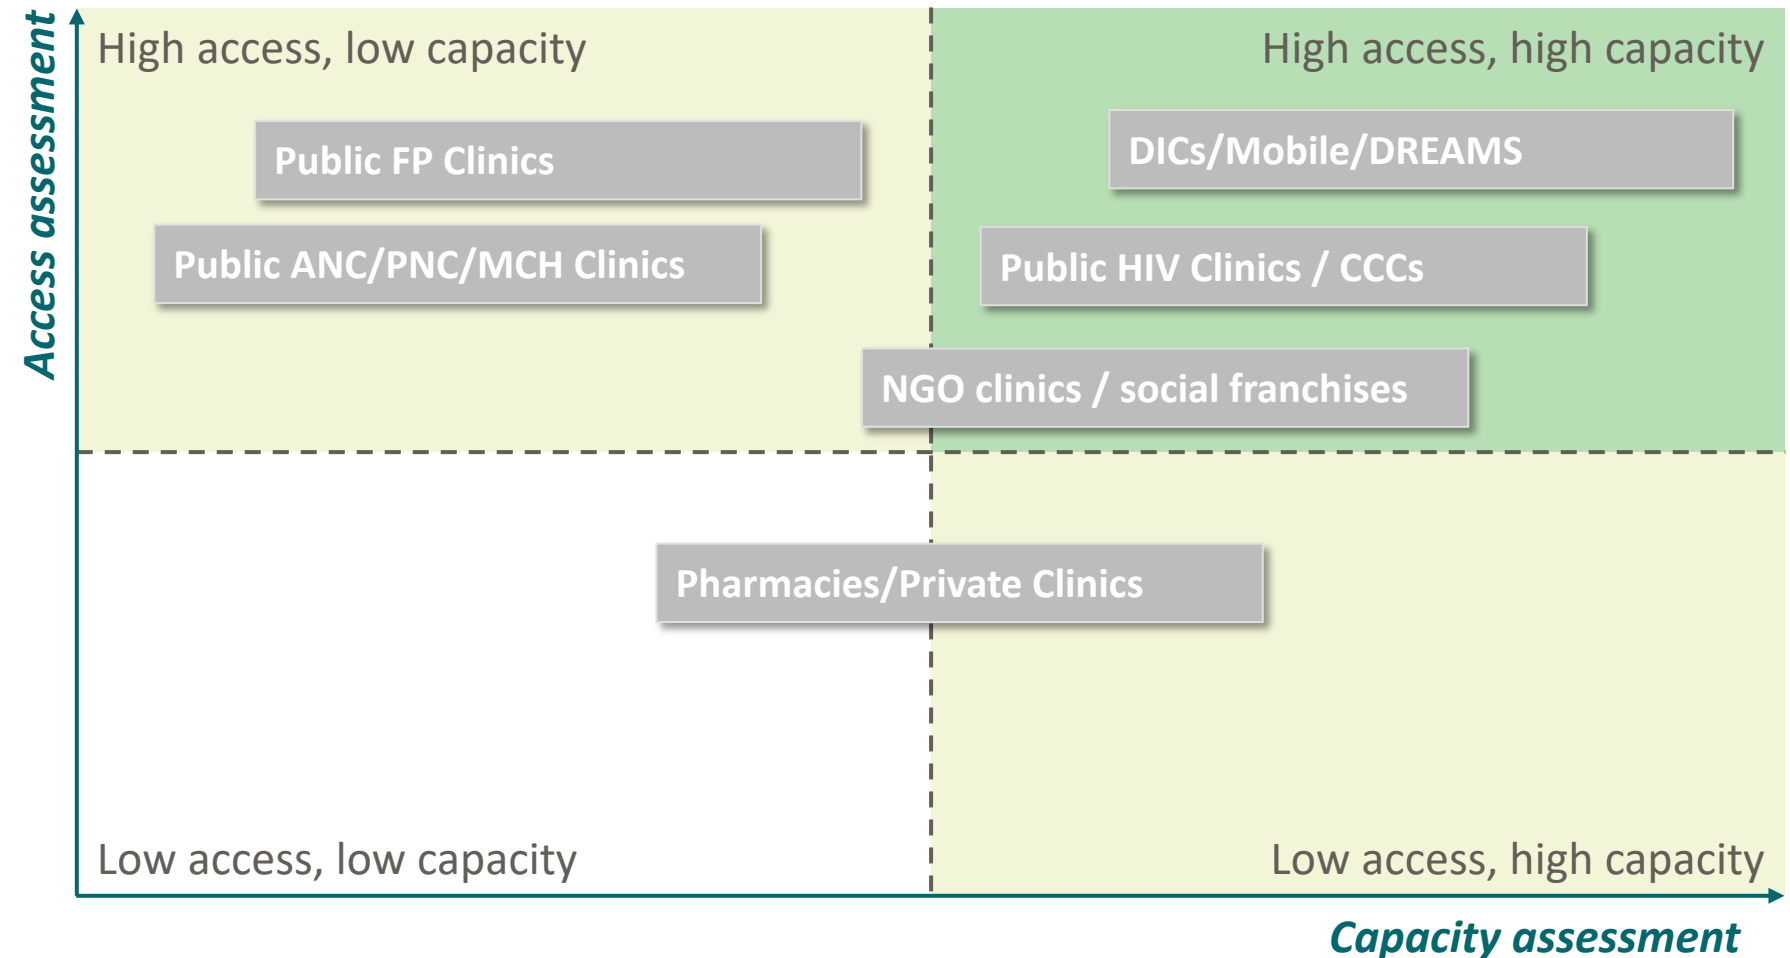 Access assessment
High access, low capacity
High access, high capacity
Public FP Clinics
DICs/Mobile/DREAMS
Public ANC/PNC/MCH Clinics
Public HIV Clinics / CCCs
NGO clinics / social franchises
Pharmacies/Private Clinics
Low access, low capacity
Low access, high capacity
Capacity assessment